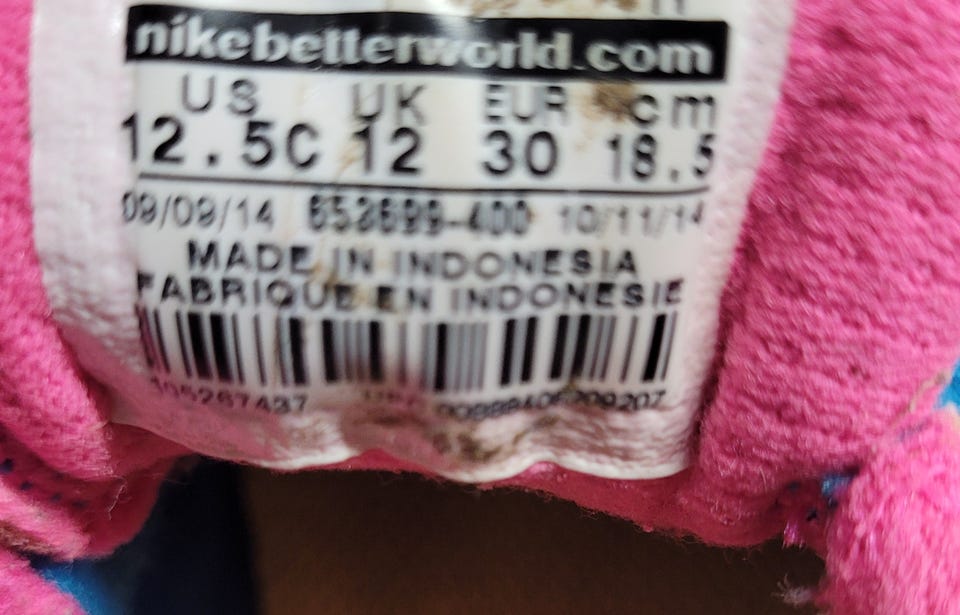 nikebetterworld.com
US UK EUR cm
12.5C 12 30 18.5
09/09/14 653699-400 10/11/14
MADE IN INDONESIA
FABRIQUE EN INDONESIE